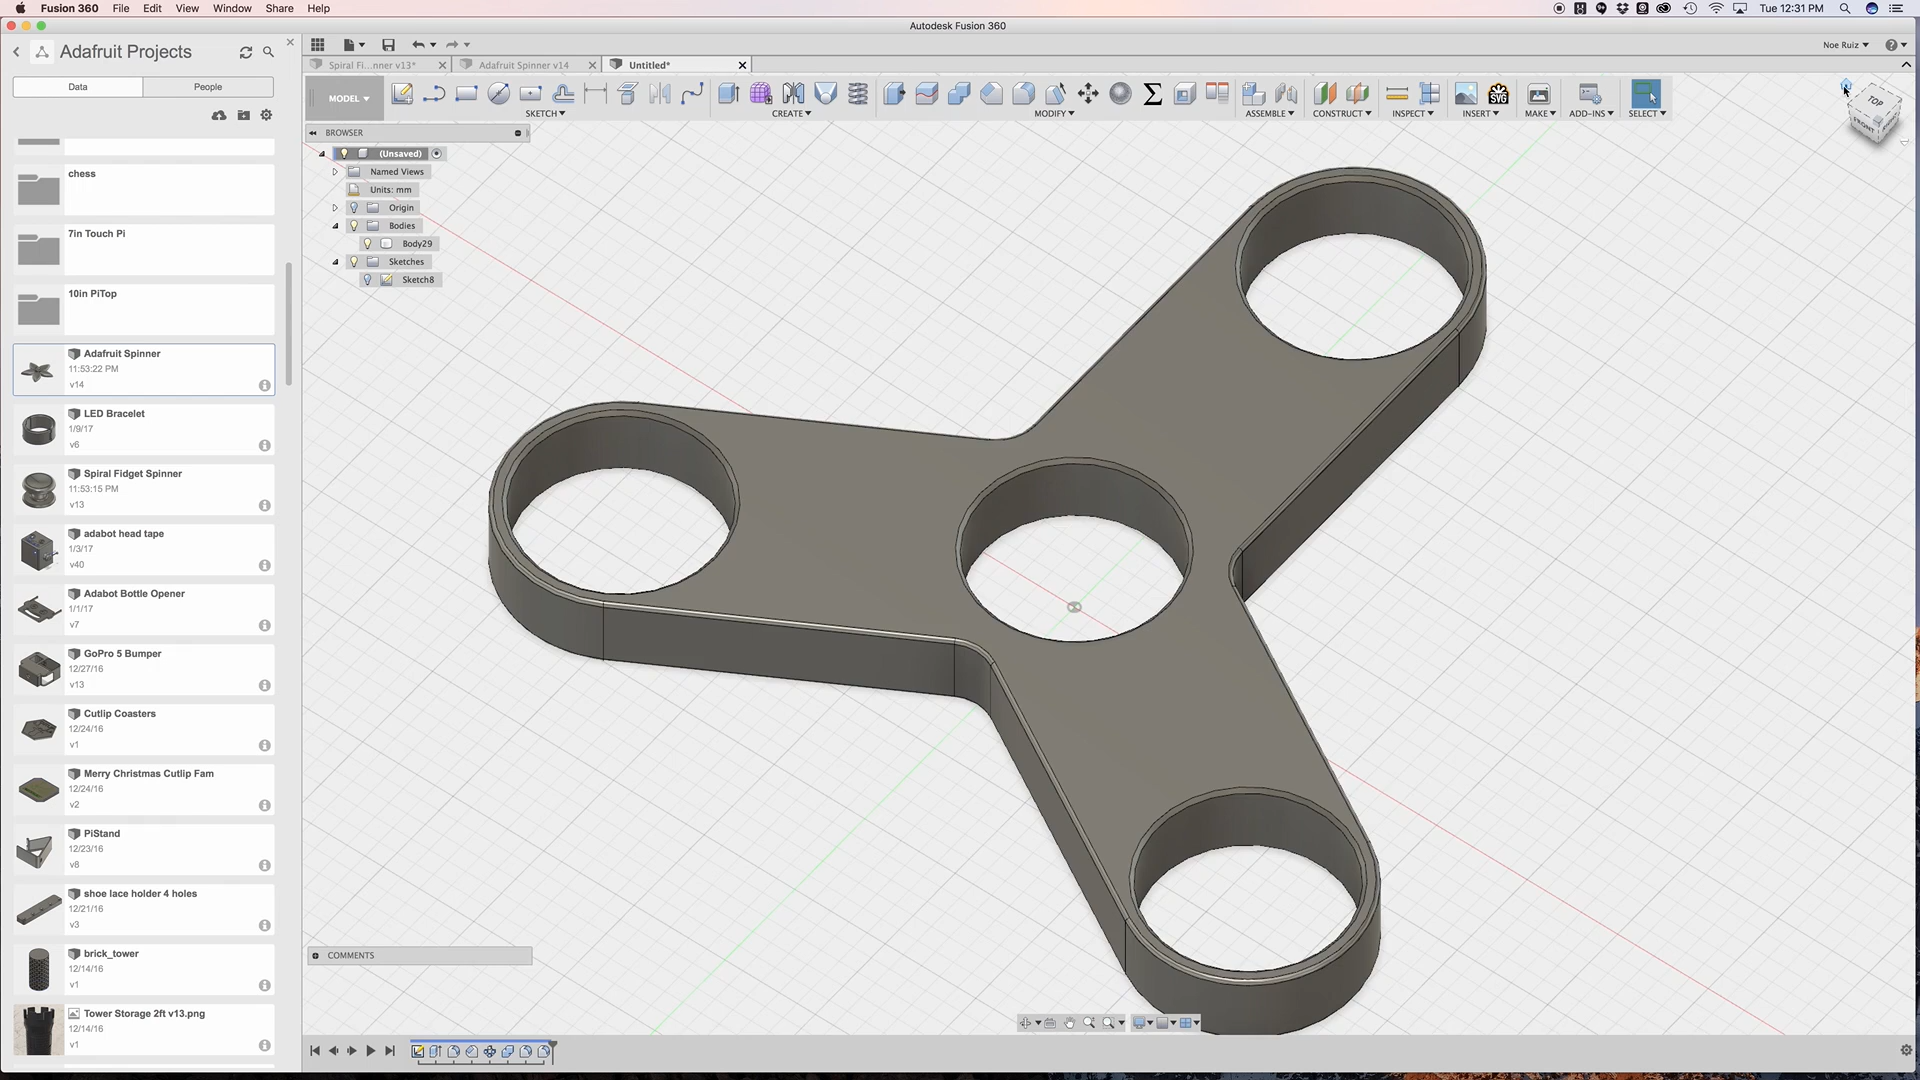 Fusion 360 File Edit View Window Share Help
Tue 12:31 PM
Autodesk Fusion 360
Adafruit Projects
Noe Ruiz
Spiral Fi...nner v13*
Adafruit Spinner v14
Untitled*
Data
People
MODEL
SKETCH
CREATE
MODIFY
ASSEMBLE
CONSTRUCT
INSPECT
INSERT
SVG
MAKE
ADD-INS
SELECT
TOP
FRONT
BROWSER
(Unsaved)
Named Views
Units: mm
Origin
Bodies
Body29
Sketches
Sketch8
chess
7in Touch Pi
10in PiTop
Adafruit Spinner
11:53:22 PM
v14
LED Bracelet
1/9/17
v6
Spiral Fidget Spinner
11:53:15 PM
v13
adabot head tape
1/3/17
v40
Adabot Bottle Opener
1/1/17
v7
GoPro 5 Bumper
12/27/16
v13
Cutlip Coasters
12/24/16
v1
Merry Christmas Cutlip Fam
12/24/16
v2
PiStand
12/23/16
v8
shoe lace holder 4 holes
12/21/16
v3
brick_tower
12/14/16
v1
Tower Storage 2ft v13.png
12/14/16
v1
COMMENTS